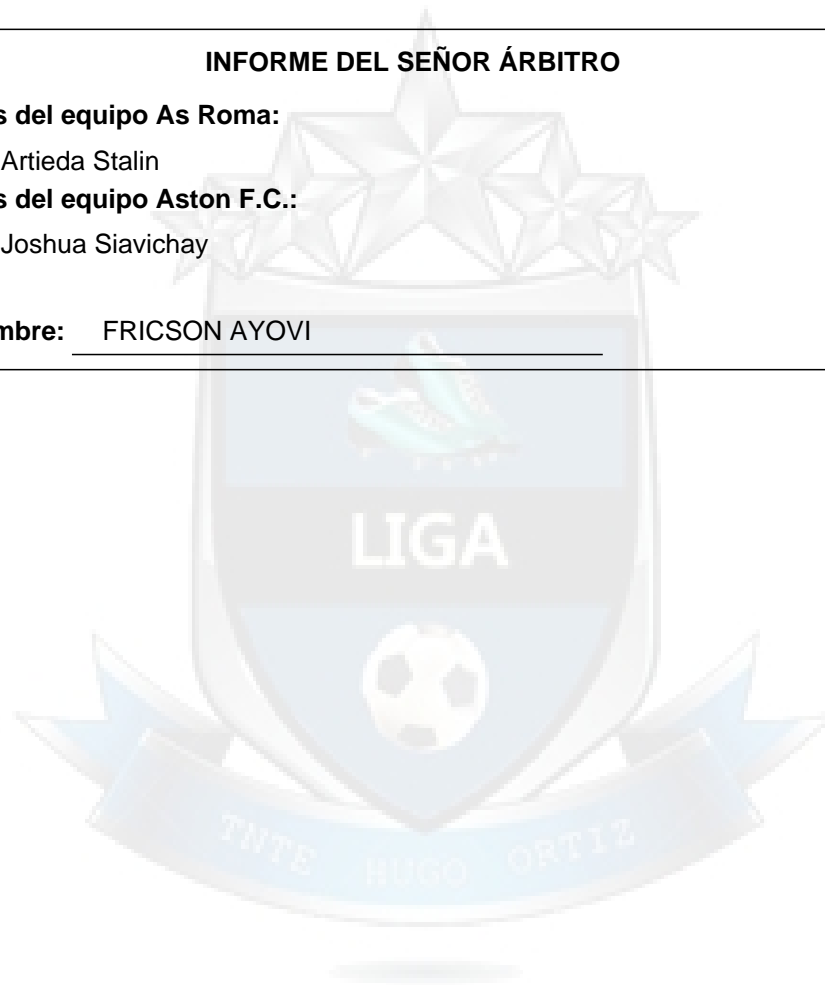 INFORME DEL SEÑOR ÁRBITRO
s del equipo As Roma:
Artieda Stalin
s del equipo Aston F.C.:
Joshua Siavichay
mbre: FRICSON AYOVI
LIGA
TNTE HUGO ORTIZ